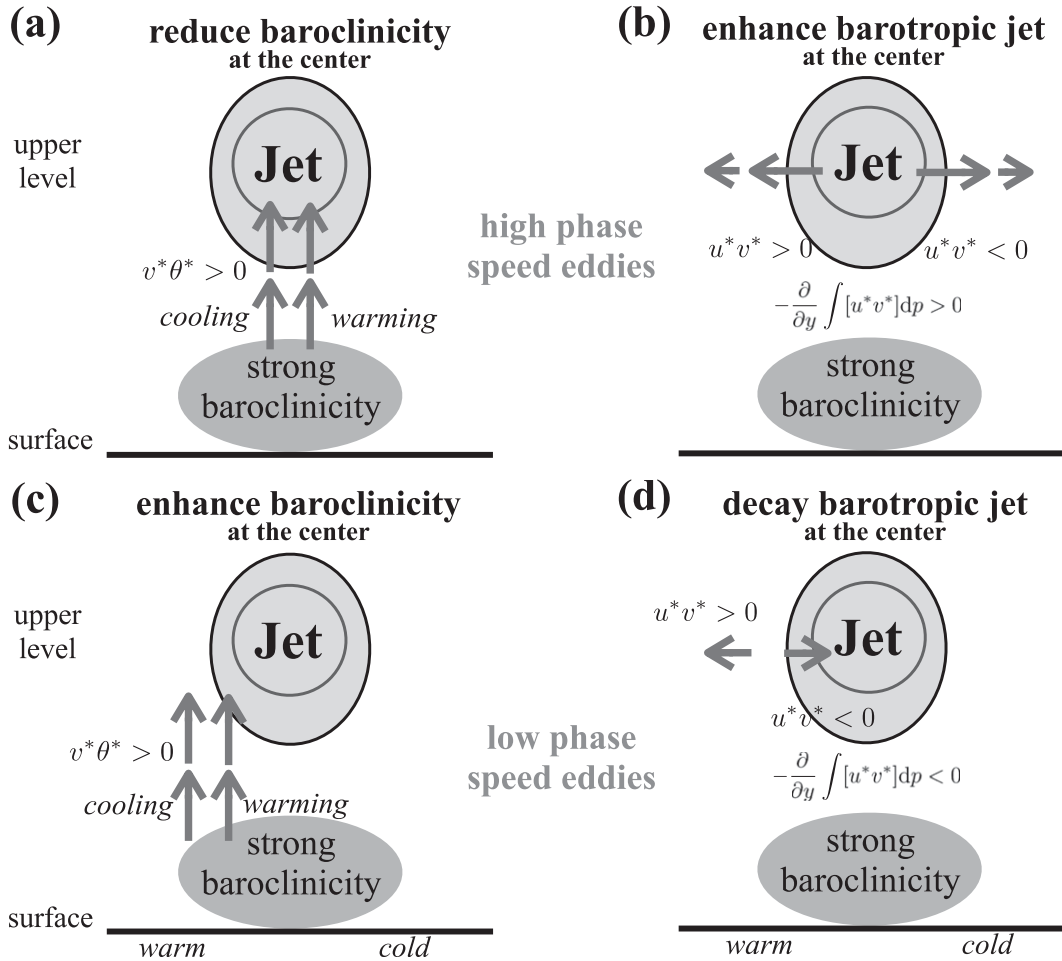 (a)
reduce baroclinicity
at the center
upper
level
Jet
v*θ* > 0
cooling
warming
strong
baroclinicity
surface
(b)
enhance barotropic jet
at the center
Jet
u*v* > 0
u*v* < 0
−∂/∂y ∫[u*v*]dp > 0
strong
baroclinicity
high phase
speed eddies
(c)
enhance baroclinicity
at the center
upper
level
Jet
v*θ* > 0
cooling
warming
strong
baroclinicity
surface
warm
cold
(d)
decay barotropic jet
at the center
u*v* > 0
Jet
u*v* < 0
−∂/∂y ∫[u*v*]dp < 0
strong
baroclinicity
warm
cold
low phase
speed eddies